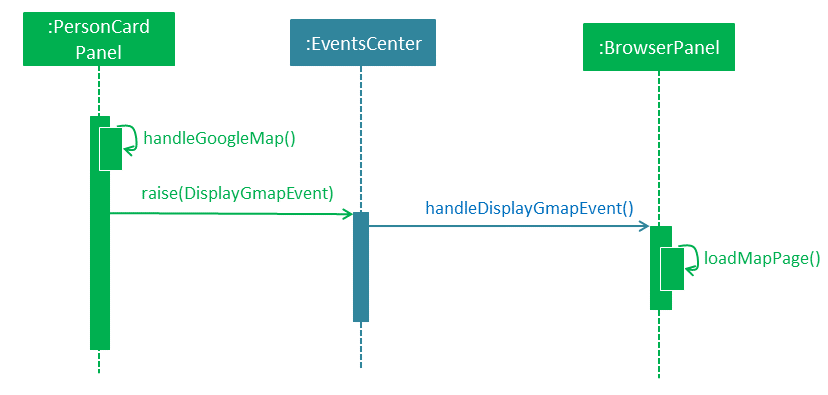 :PersonCard
Panel
:EventsCenter
:BrowserPanel
handleGoogleMap()
raise(DisplayGmapEvent)
handleDisplayGmapEvent()
loadMapPage()